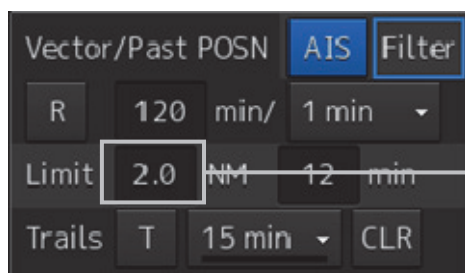 Vector/Past POSN AIS Filter
R 120 min/ 1 min
Limit 2.0 NM 12 min
Trails T 15 min CLR